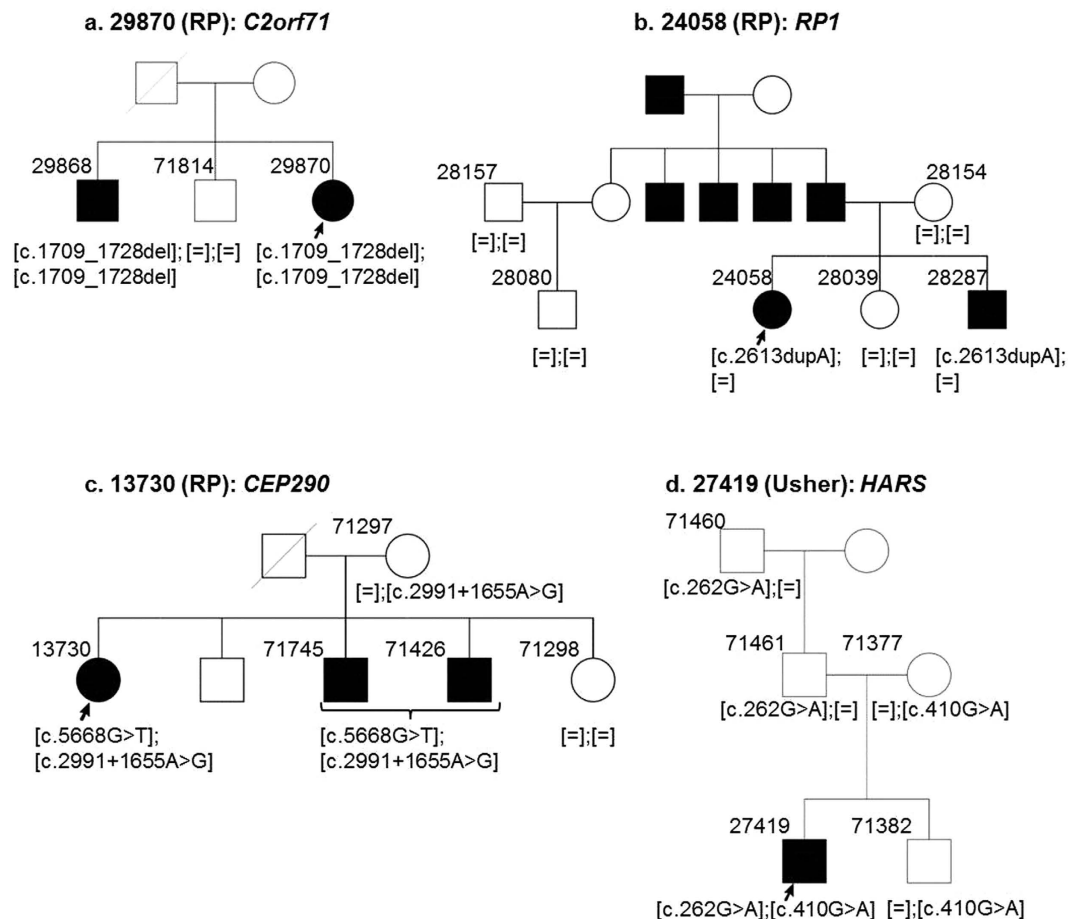 a. 29870 (RP): C2orf71
29868
71814
29870
[c.1709_1728del]; [=];[=] [c.1709_1728del];
[c.1709_1728del] [c.1709_1728del]
b. 24058 (RP): RP1
28157
28154
[=];[=]
[=];[=]
28080
24058
28039
28287
[=];[=]
[c.2613dupA]; [=];[=] [c.2613dupA];
[=] [=]
c. 13730 (RP): CEP290
71297
[=];[c.2991+1655A>G]
13730
71745
71426
71298
[c.5668G>T]; [c.5668G>T]; [=];[=]
[c.2991+1655A>G] [c.2991+1655A>G]
d. 27419 (Usher): HARS
71460
[c.262G>A];[=]
71461
71377
[c.262G>A];[=] [=];[c.410G>A]
27419
71382
[c.262G>A];[c.410G>A] [=];[c.410G>A]